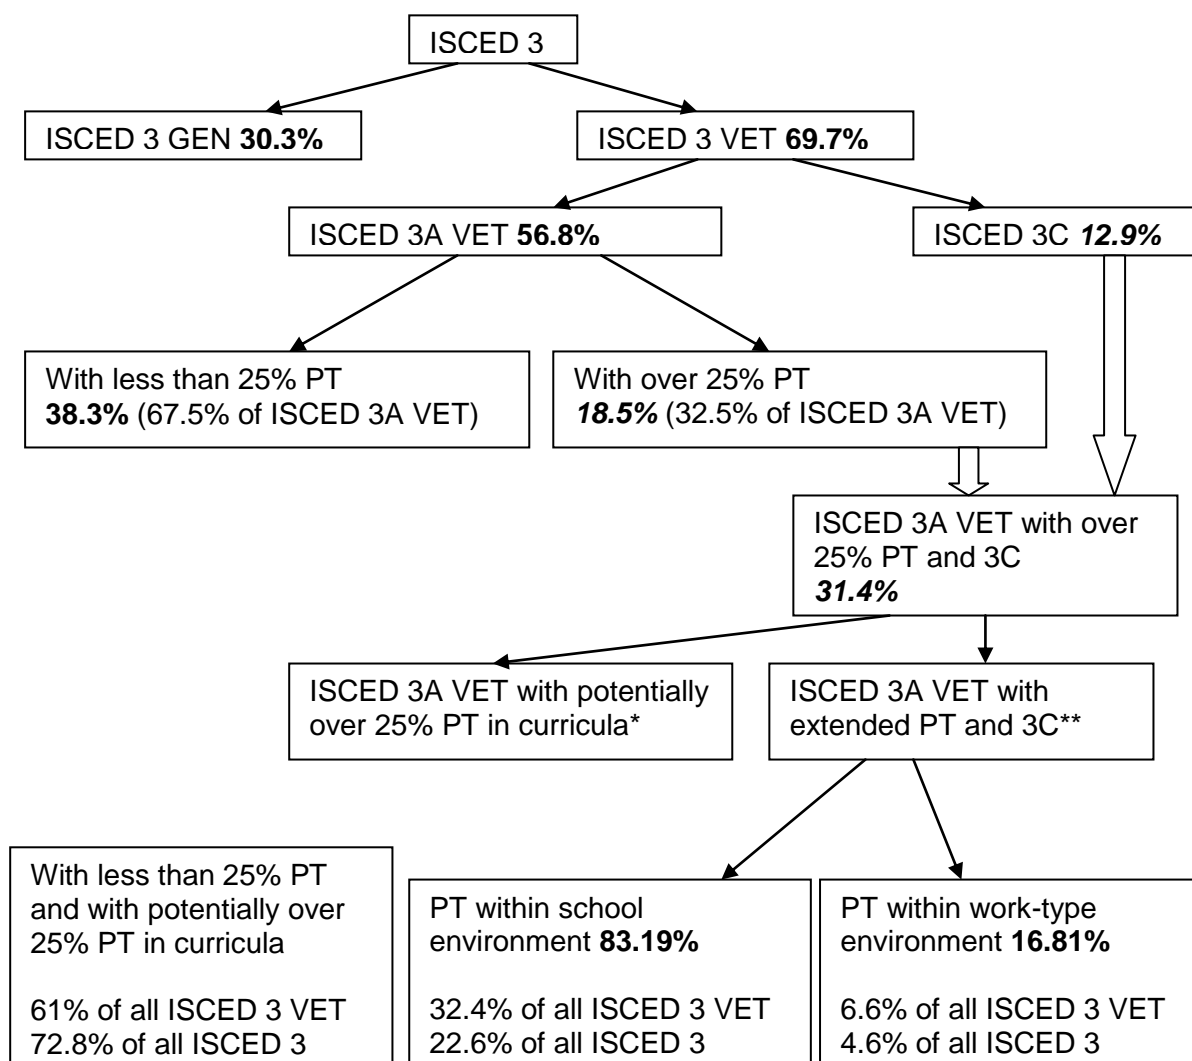 ISCED 3
ISCED 3 GEN 30.3%
ISCED 3 VET 69.7%
ISCED 3A VET 56.8%
ISCED 3C 12.9%
With less than 25% PT
38.3% (67.5% of ISCED 3A VET)
With over 25% PT
18.5% (32.5% of ISCED 3A VET)
ISCED 3A VET with over
25% PT and 3C
31.4%
ISCED 3A VET with potentially
over 25% PT in curricula*
ISCED 3A VET with
extended PT and 3C**
With less than 25% PT
and with potentially over
25% PT in curricula
61% of all ISCED 3 VET
72.8% of all ISCED 3
PT within school
environment 83.19%
32.4% of all ISCED 3 VET
22.6% of all ISCED 3
PT within work-type
environment 16.81%
6.6% of all ISCED 3 VET
4.6% of all ISCED 3